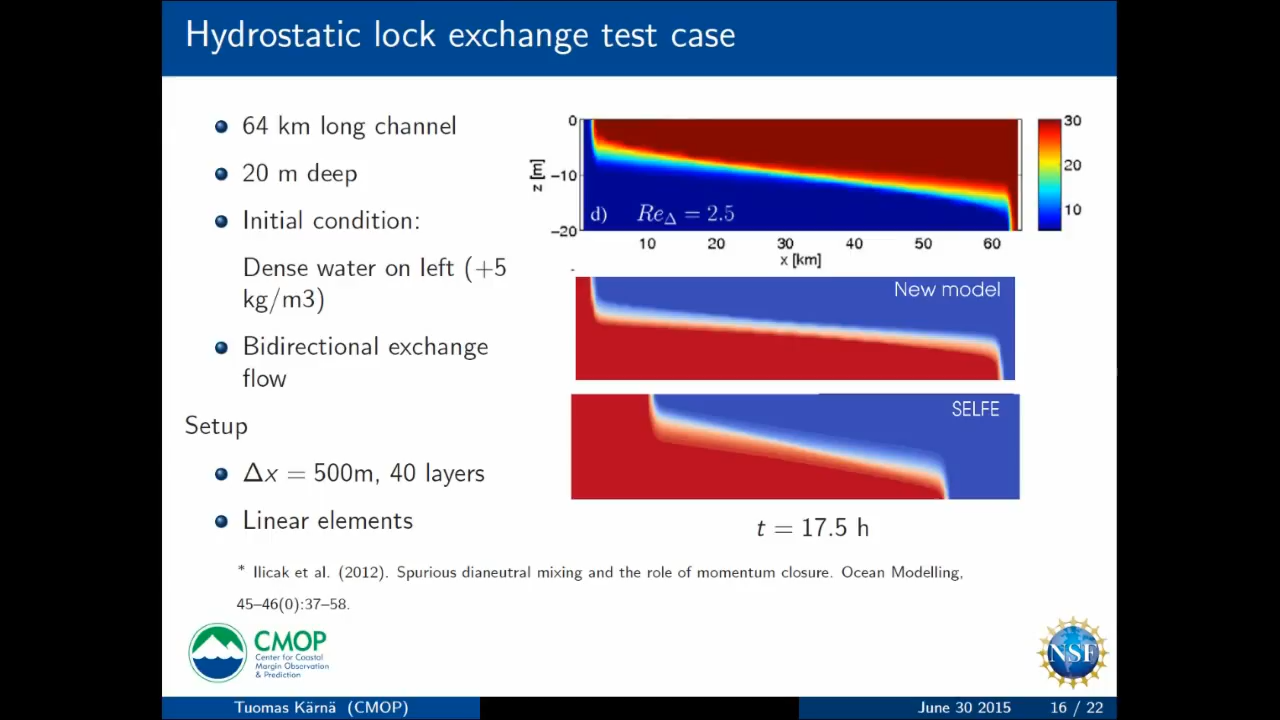 Hydrostatic lock exchange test case
64 km long channel
20 m deep
Initial condition:
Dense water on left (+5
kg/m3)
Bidirectional exchange
flow
Setup
Δx = 500m, 40 layers
Linear elements
0
−10
−20
z [m]
d) Re_Δ = 2.5
10 20 30 40 50 60
x [km]
30
20
10
New model
SELFE
t = 17.5 h
* Ilicak et al. (2012). Spurious dianeutral mixing and the role of momentum closure. Ocean Modelling,
45–46(0):37–58.
CMOP
Center for Coastal
Margin Observation
& Prediction
NSF
Tuomas Kärnä (CMOP) June 30 2015 16 / 22